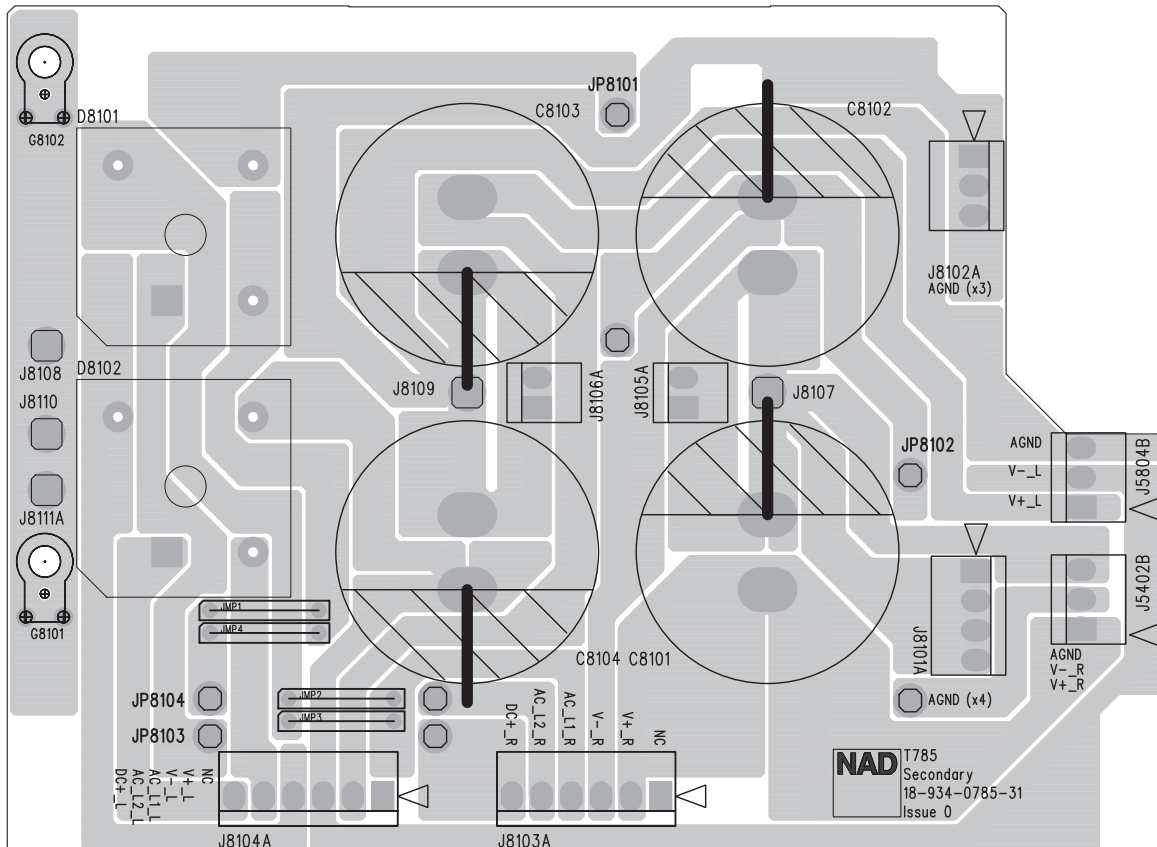 JP8101
C8103
C8102
D8101
G8102
J8102A
AGND (x3)
J8108
D8102
J8109
J8106A
J8105A
J8107
J8110
JP8102
AGND
V-_L
V+_L
J5804B
J8111A
G8101
JMP1
JMP4
J5402B
J8101A
AGND
V-_R
V+_R
C8104
C8101
JP8104
JMP2
JMP3
AGND (x4)
JP8103
DC+_R
AC_L2_R
AC_L1_R
V-_R
V+_R
NC
DC+_L
AC_L2_L
AC_L1_L
V-_L
V+_L
NC
NAD
T785
Secondary
18-934-0785-31
Issue 0
J8104A
J8103A